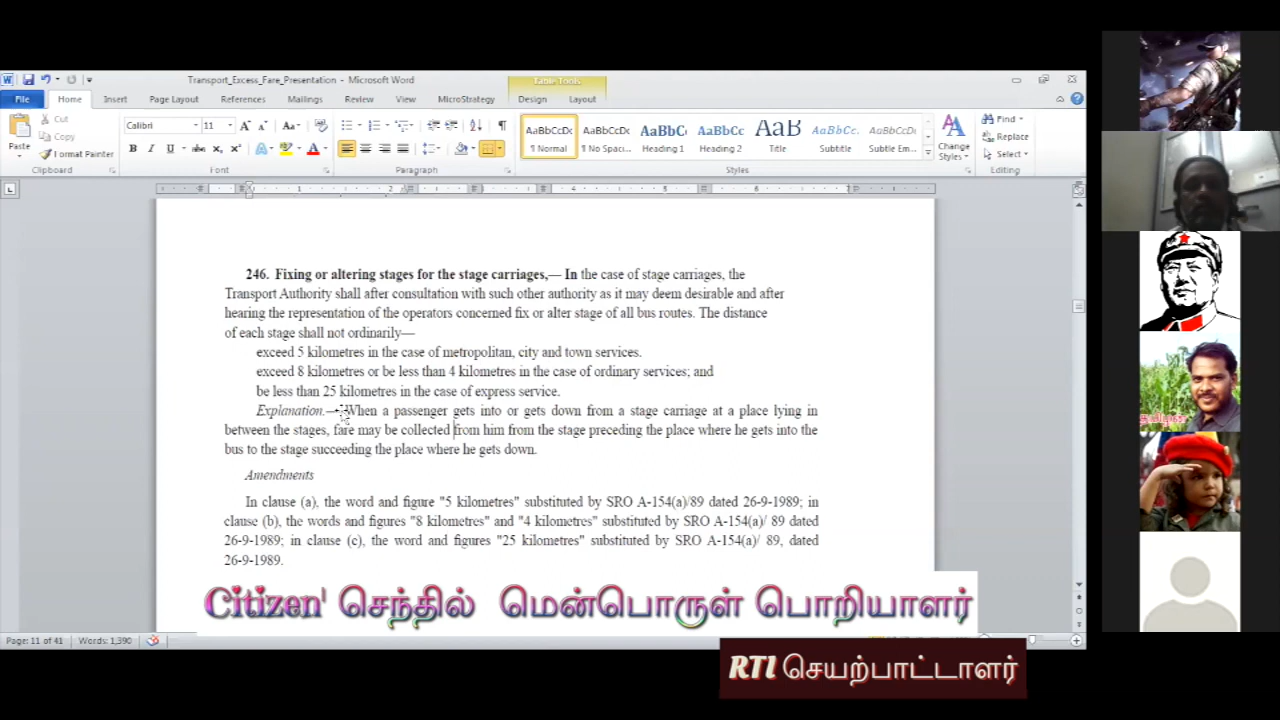 Transport_Excess_Fare_Presentation - Microsoft Word
Table Tools
File Home Insert Page Layout References Mailings Review View MicroStrategy Design Layout
Cut
Copy
Paste
Format Painter
Calibri 11
AaBbCcDc AaBbCcDc AaBbC AaBbCc AaB AaBbCc. AaBbCcDc
¶ Normal ¶ No Spaci... Heading 1 Heading 2 Title Subtitle Subtle Em...
Change Styles
Find
Replace
Select
Clipboard Font Paragraph Styles Editing
246. Fixing or altering stages for the stage carriages,— In the case of stage carriages, the
Transport Authority shall after consultation with such other authority as it may deem desirable and after
hearing the representation of the operators concerned fix or alter stage of all bus routes. The distance
of each stage shall not ordinarily—
exceed 5 kilometres in the case of metropolitan, city and town services.
exceed 8 kilometres or be less than 4 kilometres in the case of ordinary services; and
be less than 25 kilometres in the case of express service.
Explanation.— When a passenger gets into or gets down from a stage carriage at a place lying in
between the stages, fare may be collected from him from the stage preceding the place where he gets into the
bus to the stage succeeding the place where he gets down.
Amendments
In clause (a), the word and figure "5 kilometres" substituted by SRO A-154(a)/89 dated 26-9-1989; in
clause (b), the words and figures "8 kilometres" and "4 kilometres" substituted by SRO A-154(a)/ 89 dated
26-9-1989; in clause (c), the word and figures "25 kilometres" substituted by SRO A-154(a)/ 89, dated
26-9-1989.
Citizen' செந்தில் மென்பொருள் பொறியாளர்
Page: 11 of 41 Words: 1,390
RTI செயற்பாட்டாளர்